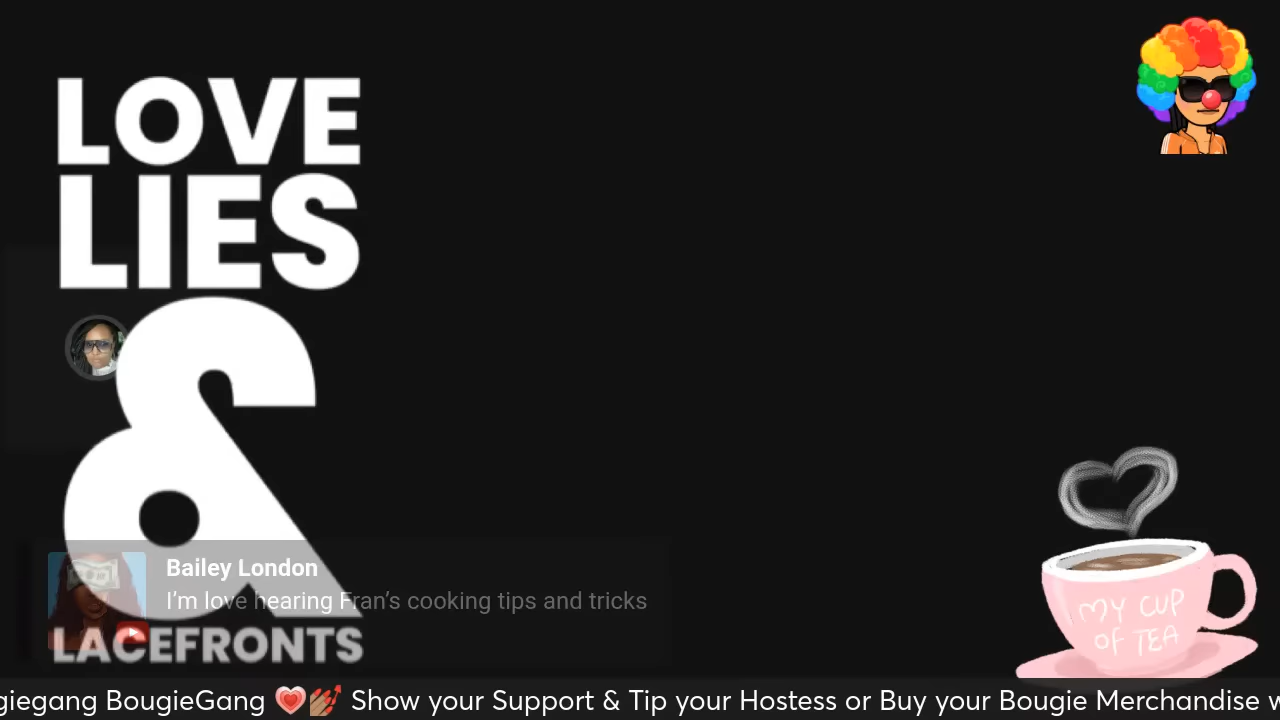 LOVE
LIES
&
Bailey London
I'm love hearing Fran's cooking tips and tricks
LACEFRONTS
MY CUP
OF TEA
giegang BougieGang 💗💅🏽 Show your Support & Tip your Hostess or Buy your Bougie Merchandise w